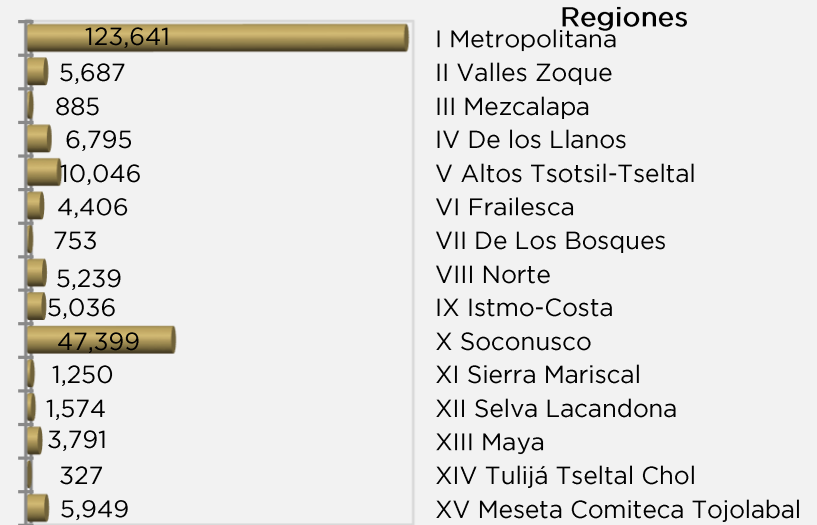 Regiones
123,641 I Metropolitana
5,687 II Valles Zoque
885 III Mezcalapa
6,795 IV De los Llanos
10,046 V Altos Tsotsil-Tseltal
4,406 VI Frailesca
753 VII De Los Bosques
5,239 VIII Norte
5,036 IX Istmo-Costa
47,399 X Soconusco
1,250 XI Sierra Mariscal
1,574 XII Selva Lacandona
3,791 XIII Maya
327 XIV Tulijá Tseltal Chol
5,949 XV Meseta Comiteca Tojolabal